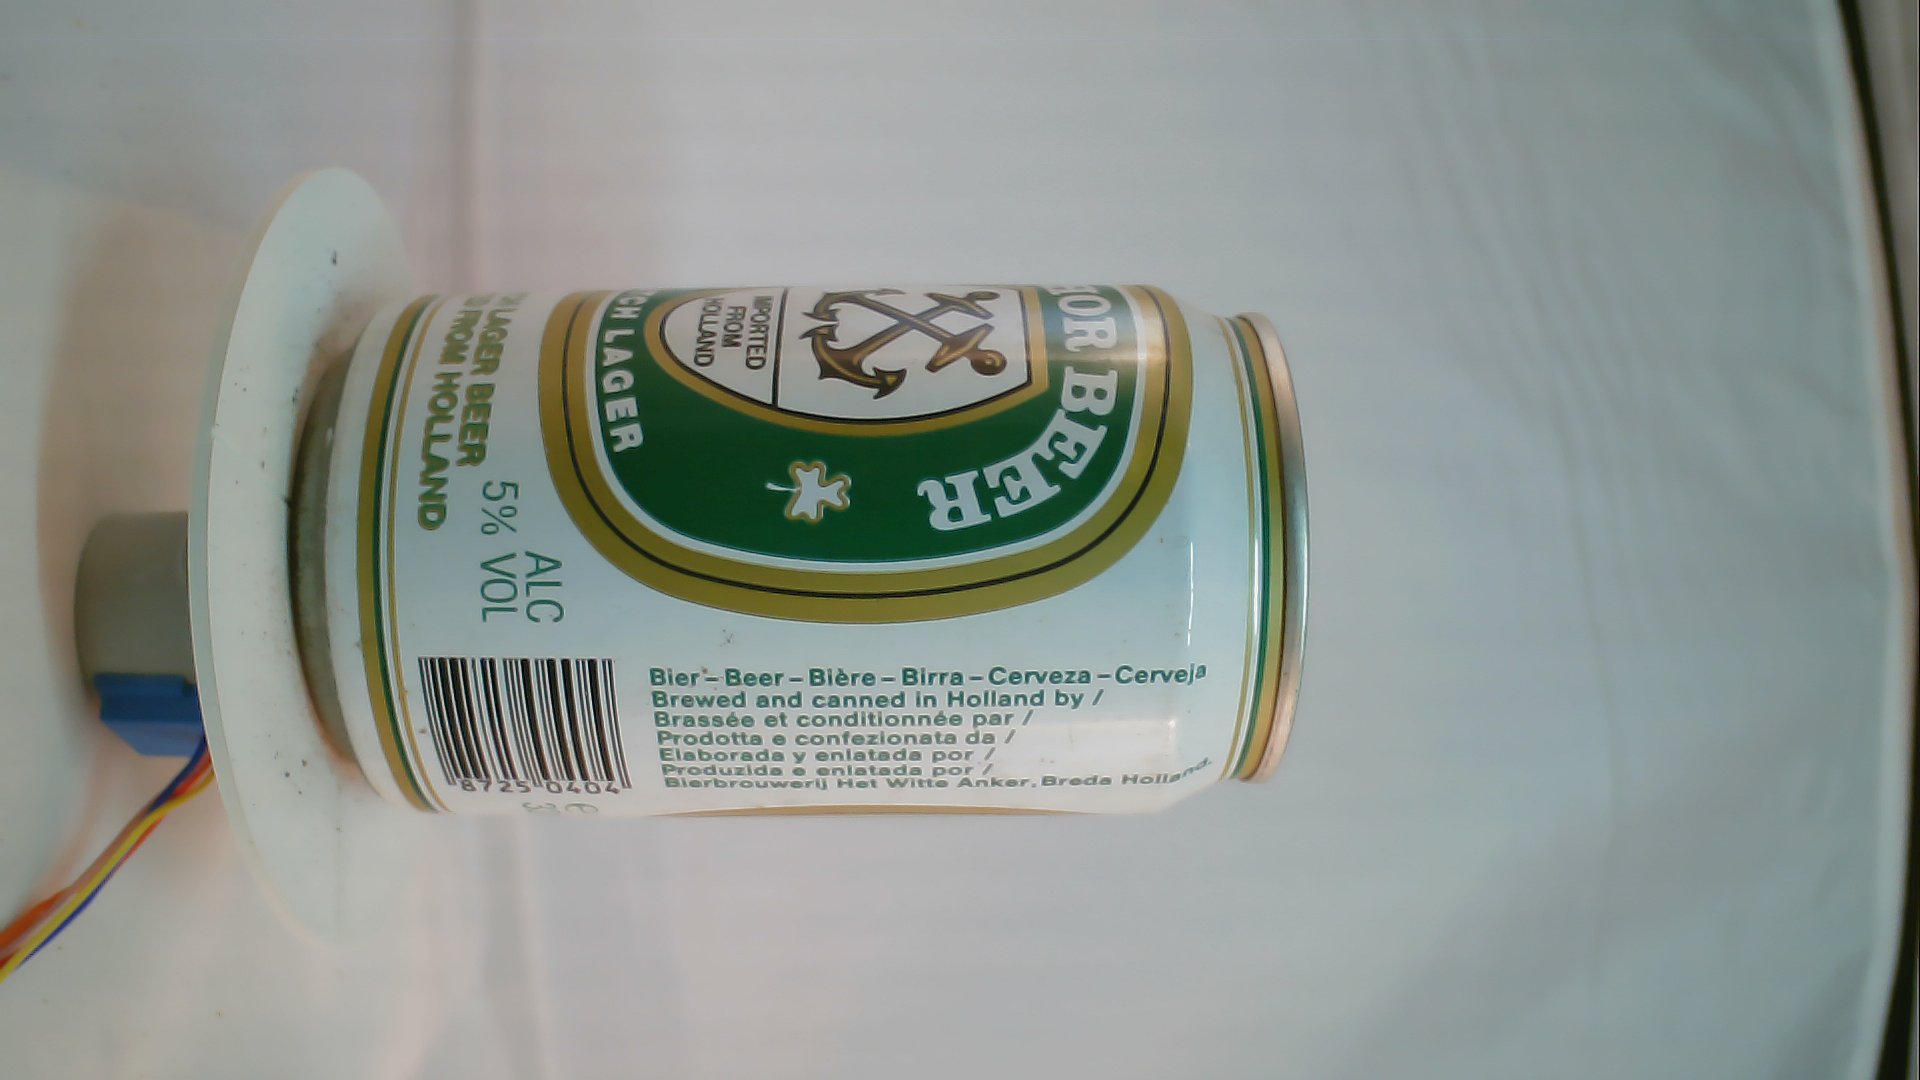 HOR BEER
IMPORTED
FROM
HOLLAND
CH LAGER
LAGER BEER
FROM HOLLAND
ALC
5% VOL
Bier – Beer – Bière – Birra – Cerveza – Cerveja
Brewed and canned in Holland by /
Brassée et conditionnée par /
Prodotta e confezionata da /
Elaborada y enlatada por /
Produzida e enlatada por /
Bierbrouwerij Het Witte Anker. Breda Holland.
8725 0404